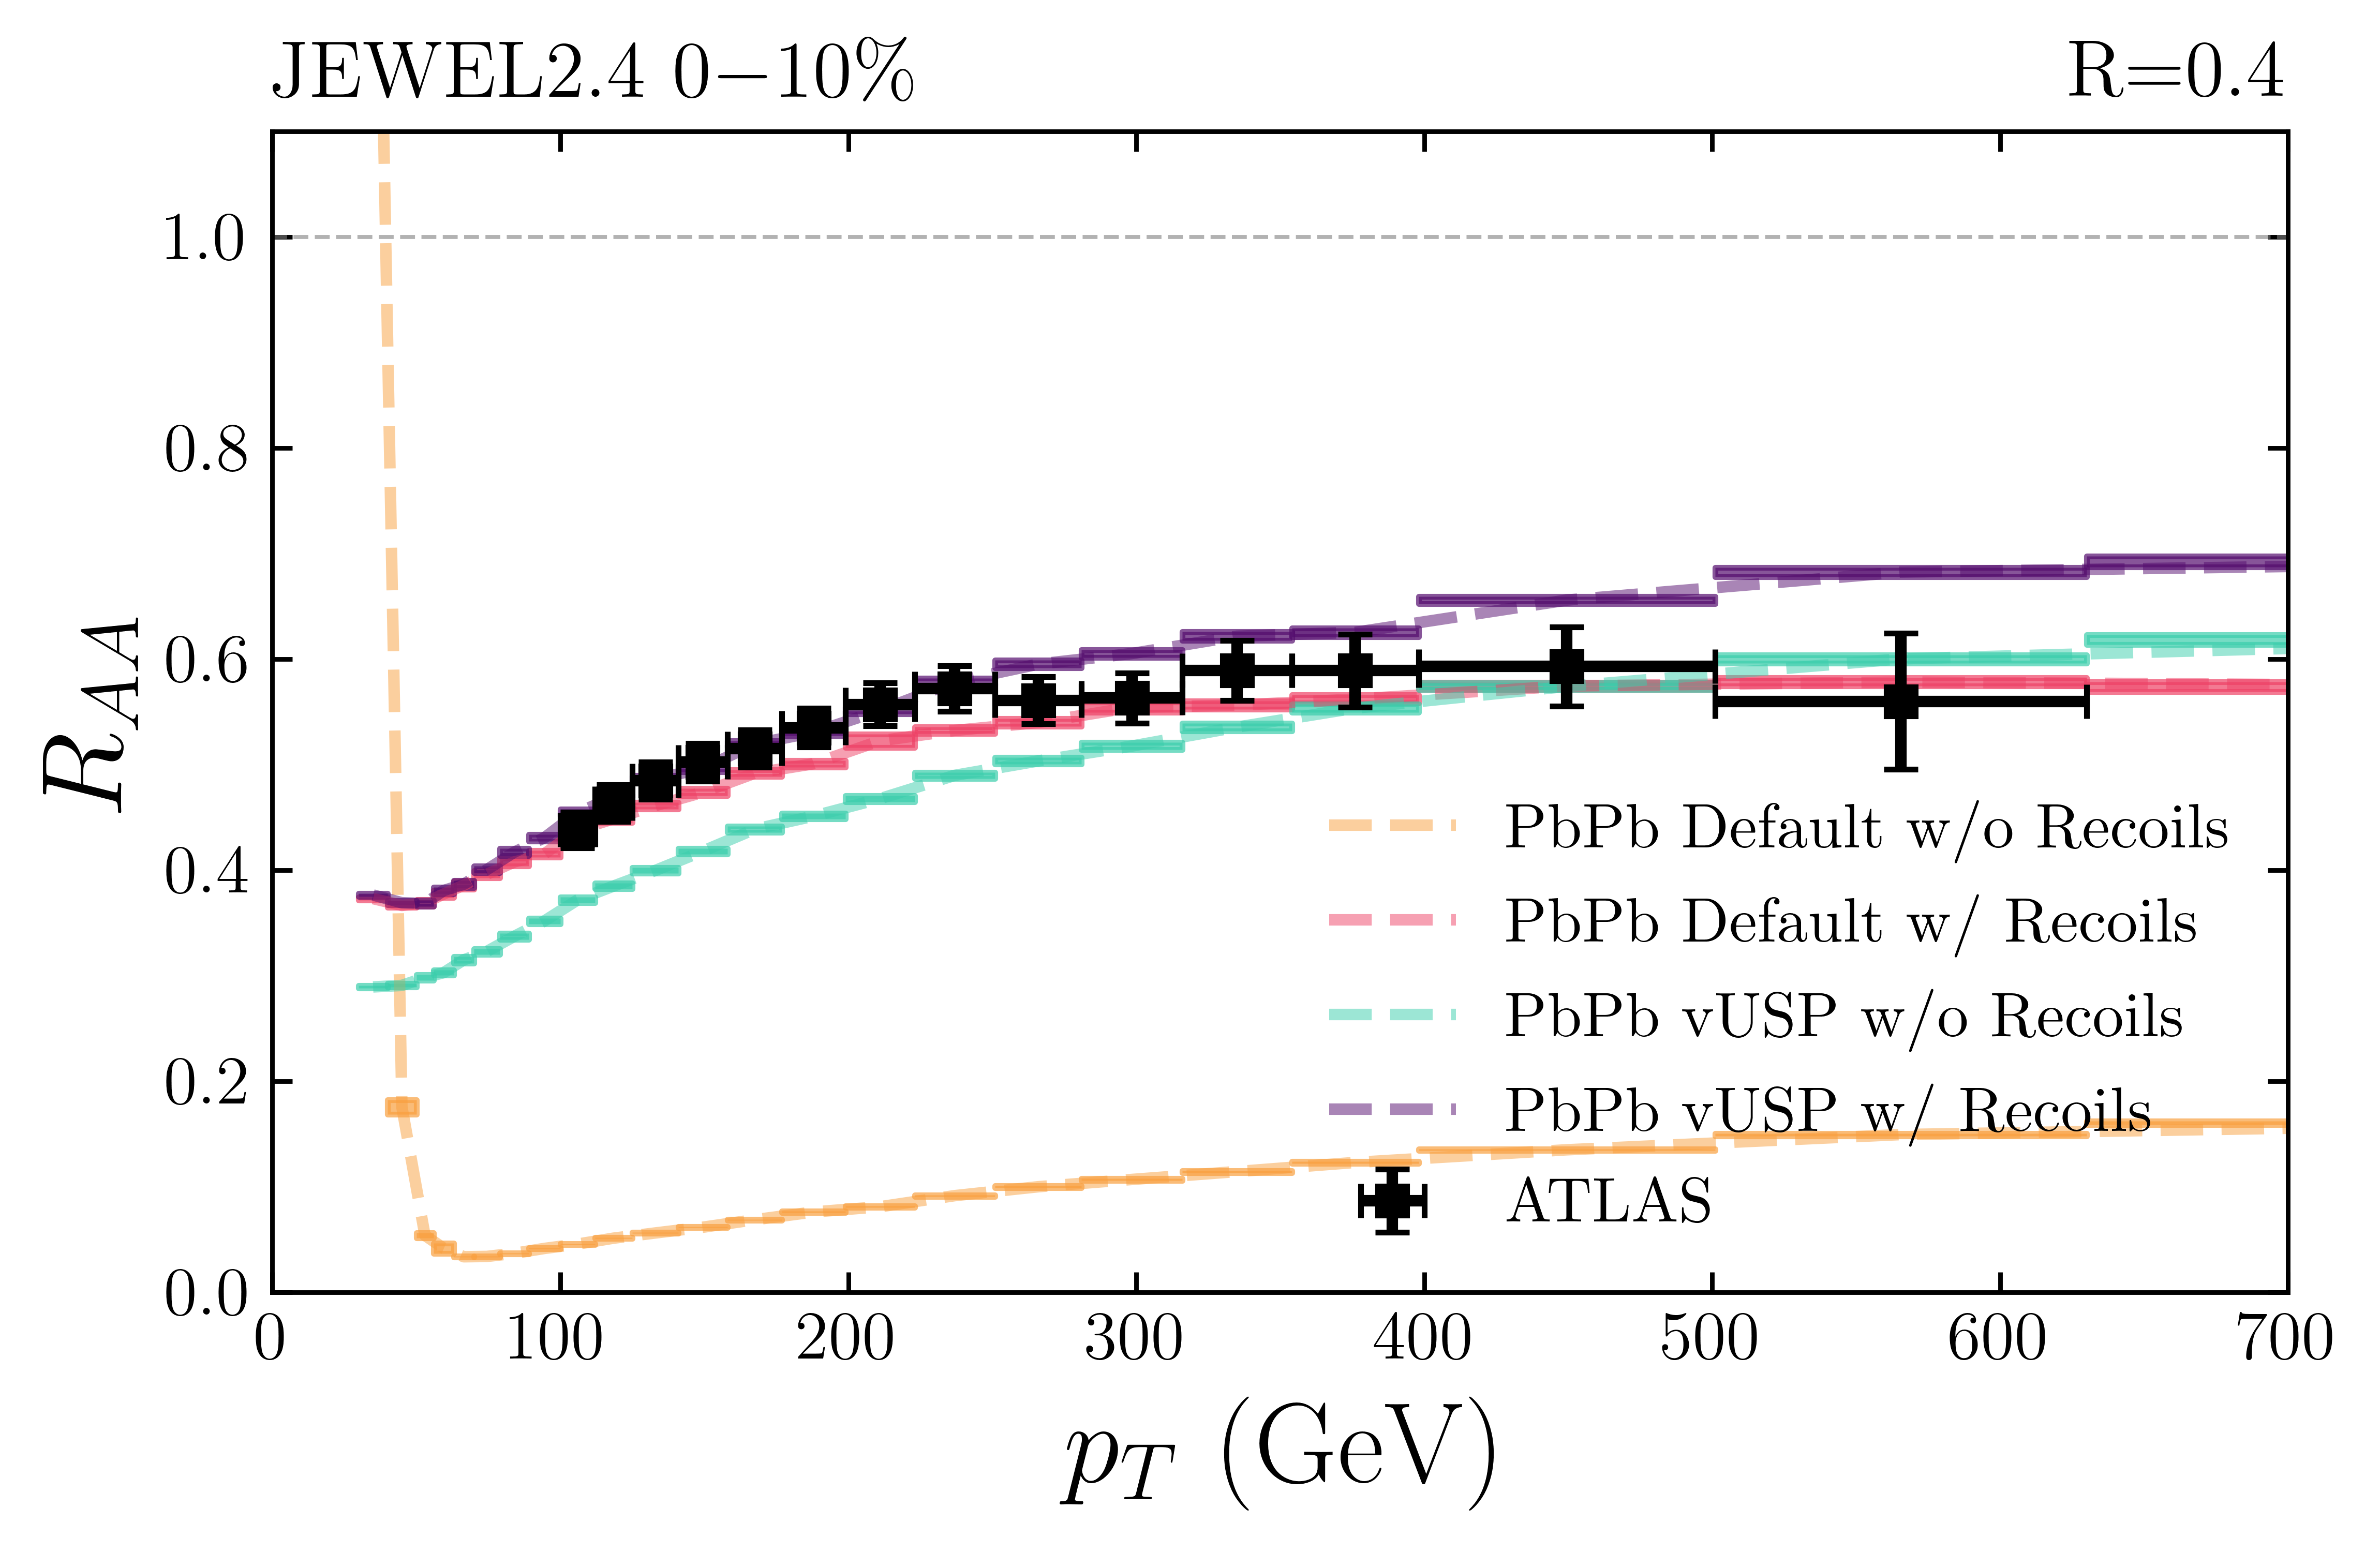 JEWEL2.4 0−10%
R=0.4
R_{AA}
1.0
0.8
0.6
0.4
0.2
0.0
PbPb Default w/o Recoils
PbPb Default w/ Recoils
PbPb vUSP w/o Recoils
PbPb vUSP w/ Recoils
ATLAS
0 100 200 300 400 500 600 700
p_T (GeV)